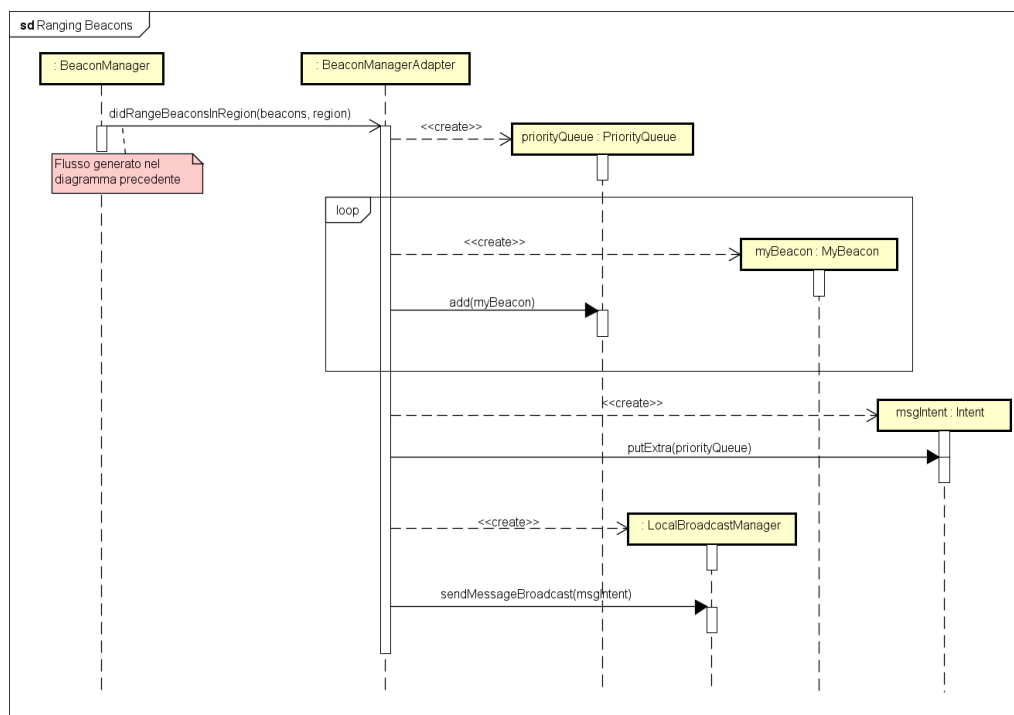 sd Ranging Beacons
: BeaconManager
: BeaconManagerAdapter
didRangeBeaconsInRegion(beacons, region)
<<create>>
priorityQueue : PriorityQueue
Flusso generato nel
diagramma precedente
loop
<<create>>
myBeacon : MyBeacon
add(myBeacon)
<<create>>
msgIntent : Intent
putExtra(priorityQueue)
<<create>>
: LocalBroadcastManager
sendMessageBroadcast(msgIntent)